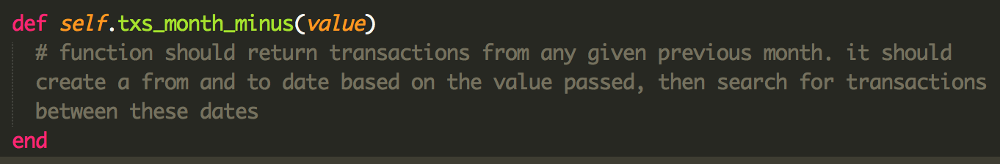 def self.txs_month_minus(value)
# function should return transactions from any given previous month. it should
create a from and to date based on the value passed, then search for transactions
between these dates
end